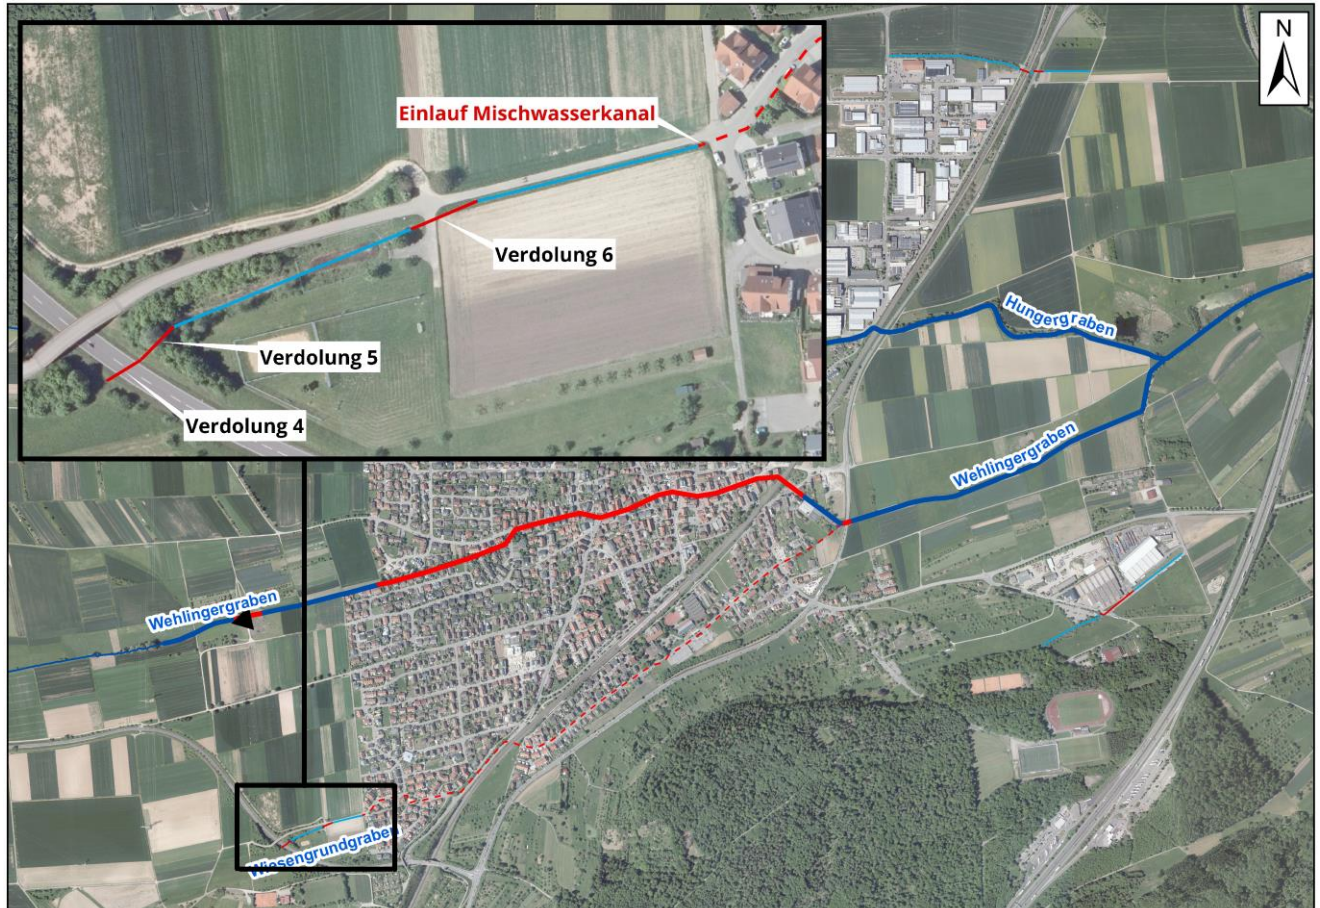 N
Einlauf Mischwasserkanal
Verdolung 6
Verdolung 5
Verdolung 4
Hungergraben
Wehlingergraben
Wehlingergraben
Wiesengrundgraben